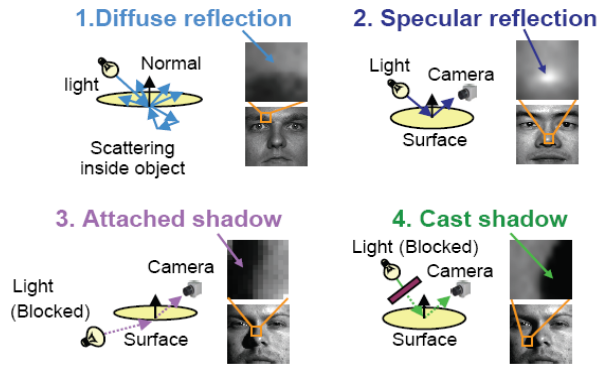 1.Diffuse reflection
light
Normal
Scattering
inside object
2. Specular reflection
Light
Camera
Surface
3. Attached shadow
Camera
Light
(Blocked)
Surface
4. Cast shadow
Light (Blocked)
Camera
Surface